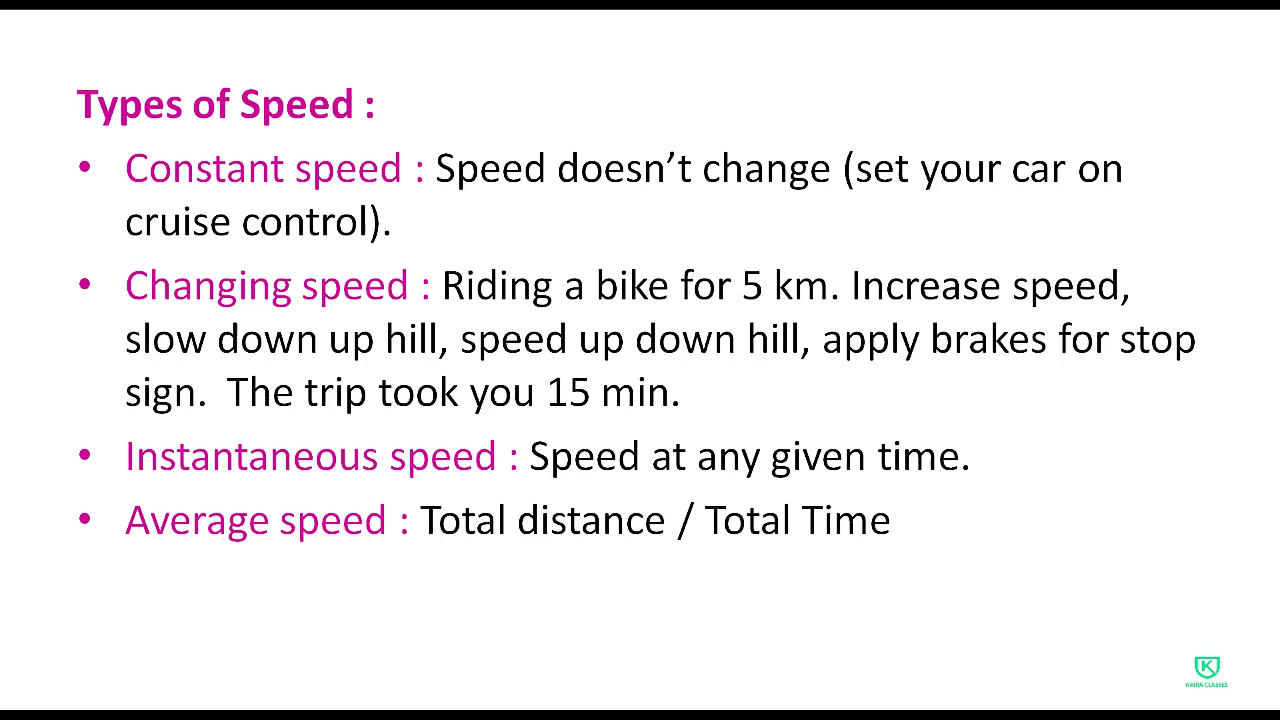 Types of Speed :
• Constant speed : Speed doesn’t change (set your car on
cruise control).
• Changing speed : Riding a bike for 5 km. Increase speed,
slow down up hill, speed up down hill, apply brakes for stop
sign.  The trip took you 15 min.
• Instantaneous speed : Speed at any given time.
• Average speed : Total distance / Total Time
K